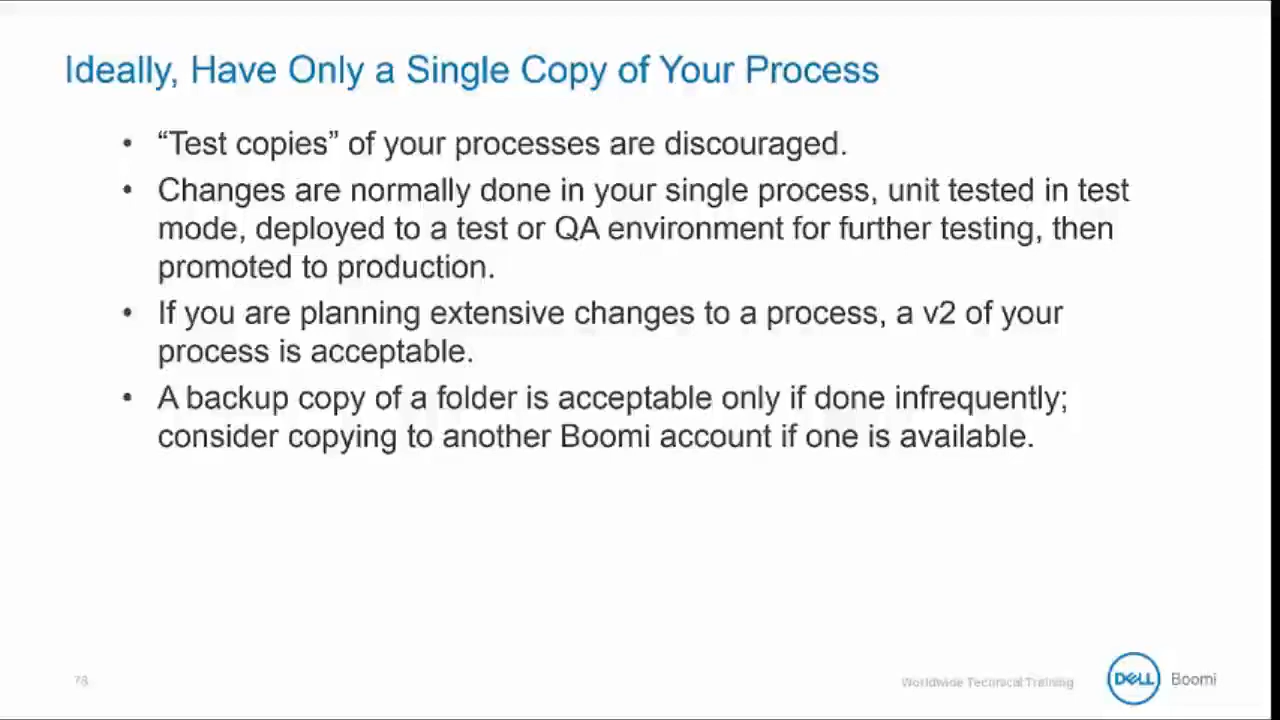 Ideally, Have Only a Single Copy of Your Process
• “Test copies” of your processes are discouraged.
• Changes are normally done in your single process, unit tested in test
mode, deployed to a test or QA environment for further testing, then
promoted to production.
• If you are planning extensive changes to a process, a v2 of your
process is acceptable.
• A backup copy of a folder is acceptable only if done infrequently;
consider copying to another Boomi account if one is available.
78
Worldwide Technical Training
DELL
Boomi